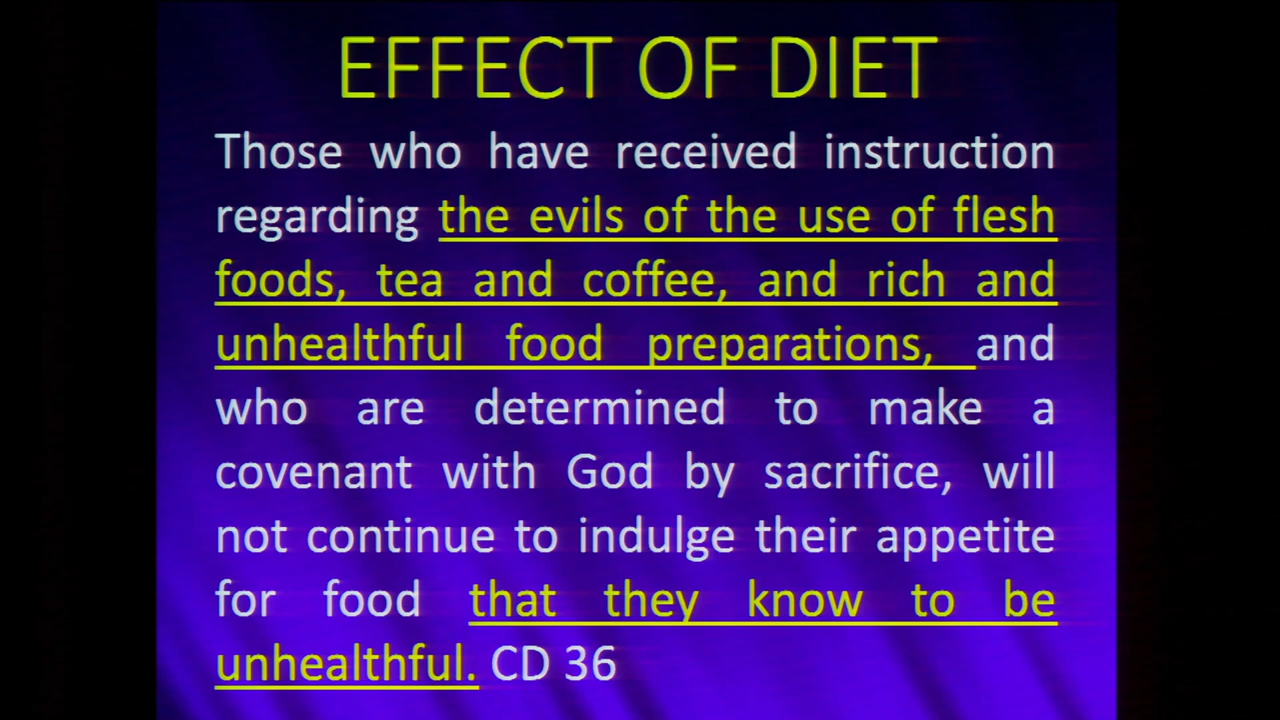 EFFECT OF DIET
Those who have received instruction
regarding the evils of the use of flesh
foods, tea and coffee, and rich and
unhealthful food preparations, and
who are determined to make a
covenant with God by sacrifice, will
not continue to indulge their appetite
for food that they know to be
unhealthful. CD 36